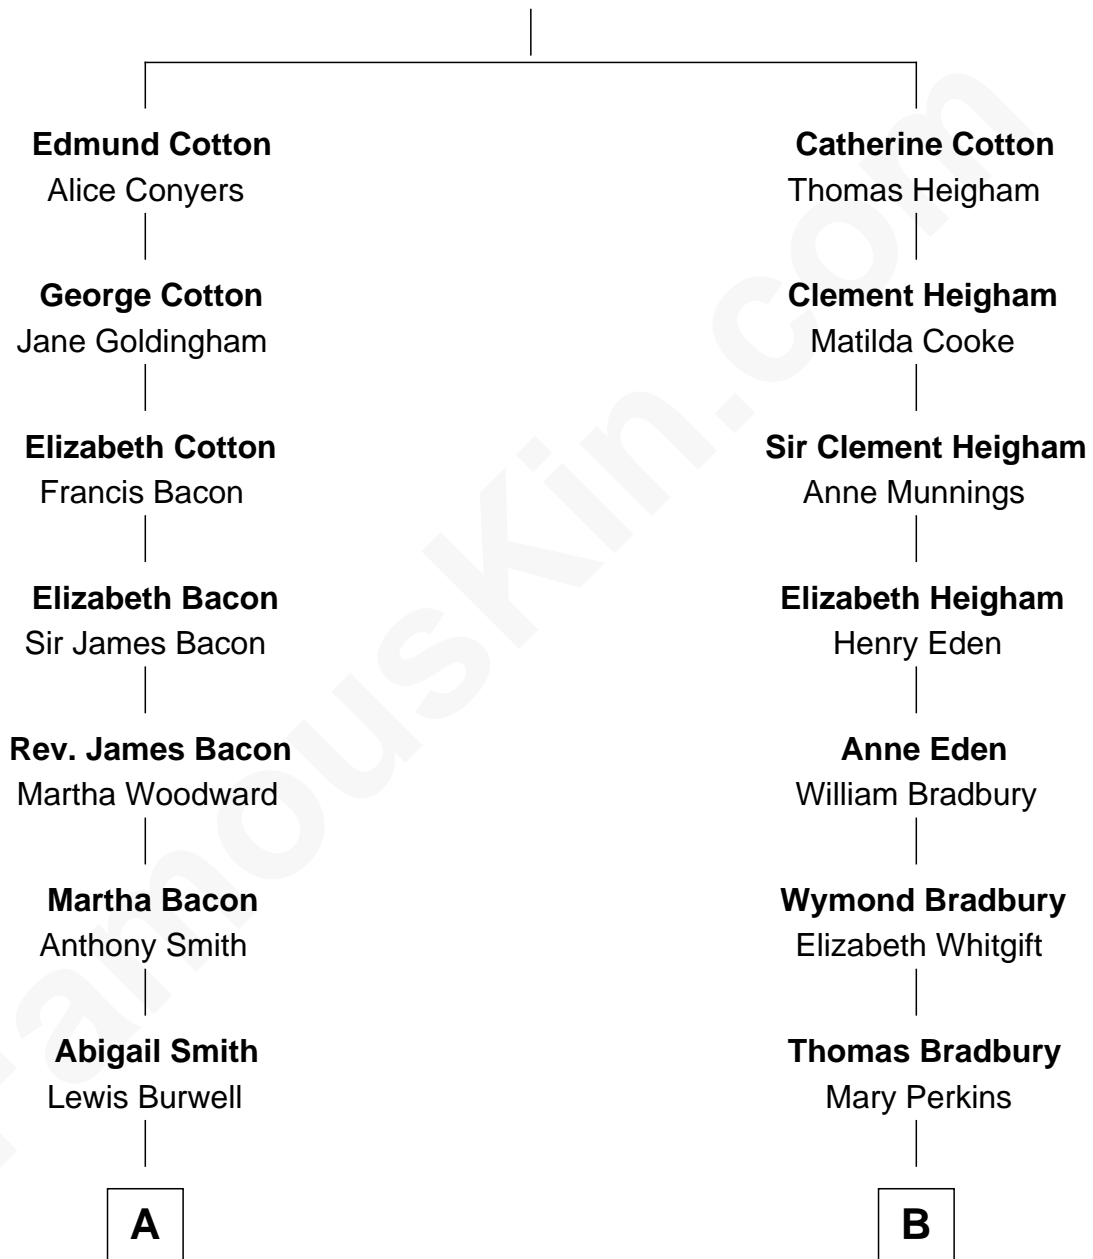 Edmund Cotton
Alice Conyers
George Cotton
Jane Goldingham
Elizabeth Cotton
Francis Bacon
Elizabeth Bacon
Sir James Bacon
Rev. James Bacon
Martha Woodward
Martha Bacon
Anthony Smith
Abigail Smith
Lewis Burwell
A
Catherine Cotton
Thomas Heigham
Clement Heigham
Matilda Cooke
Sir Clement Heigham
Anne Munnings
Elizabeth Heigham
Henry Eden
Anne Eden
William Bradbury
Wymond Bradbury
Elizabeth Whitgift
Thomas Bradbury
Mary Perkins
B
FamousKin.com